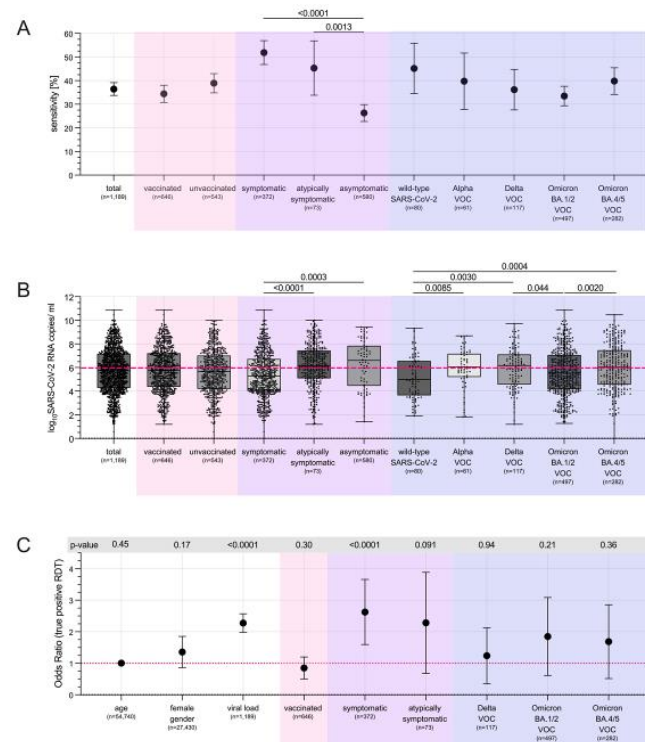 A
<0.0001
0.0013
sensitivity [%]
60
50
40
30
20
10
0
total
(n=1,189)
vaccinated
(n=646)
unvaccinated
(n=543)
symptomatic
(n=372)
atypically
symptomatic
(n=73)
asymptomatic
(n=580)
wild-type
SARS-CoV-2
(n=80)
Alpha
VOC
(n=61)
Delta
VOC
(n=117)
Omicron
BA.1/2
VOC
(n=497)
Omicron
BA.4/5
VOC
(n=282)
B
0.0004
0.0003
<0.0001
0.0030
0.0085
0.044
0.0020
log10SARS-CoV-2 RNA copies/ ml
12
10
8
6
4
2
0
total
(n=1,189)
vaccinated
(n=646)
unvaccinated
(n=543)
symptomatic
(n=372)
atypically
symptomatic
(n=73)
asymptomatic
(n=580)
wild-type
SARS-CoV-2
(n=80)
Alpha
VOC
(n=61)
Delta
VOC
(n=117)
Omicron
BA.1/2
VOC
(n=497)
Omicron
BA.4/5
VOC
(n=282)
C
p-value 0.45 0.17 <0.0001 0.30 <0.0001 0.091 0.94 0.21 0.36
Odds Ratio (true positive RDT)
4
3
2
1
0
age
(n=54,740)
female
gender
(n=27,430)
viral load
(n=1,189)
vaccinated
(n=646)
symptomatic
(n=372)
atypically
symptomatic
(n=73)
Delta
VOC
(n=117)
Omicron
BA.1/2
VOC
(n=497)
Omicron
BA.4/5
VOC
(n=282)